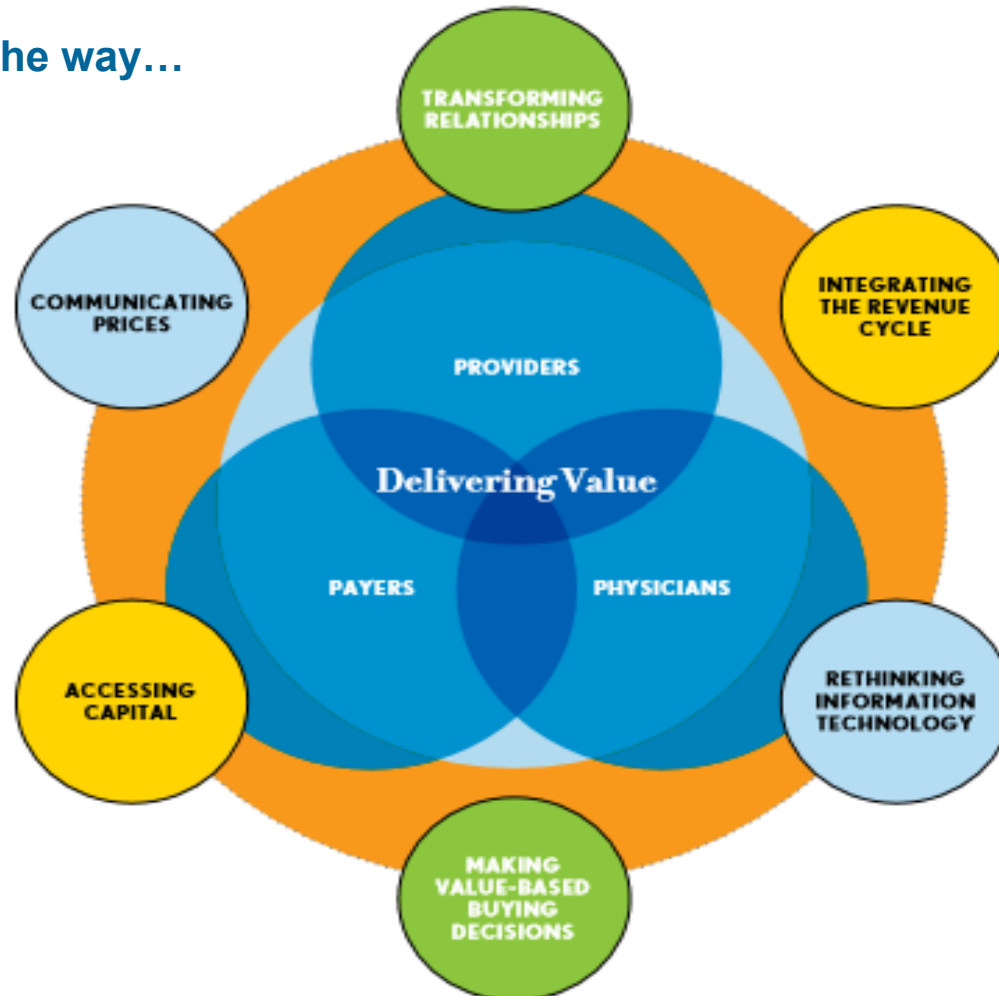 he way…
TRANSFORMING
RELATIONSHIPS
COMMUNICATING
PRICES
INTEGRATING
THE REVENUE
CYCLE
PROVIDERS
Delivering Value
PAYERS
PHYSICIANS
ACCESSING
CAPITAL
RETHINKING
INFORMATION
TECHNOLOGY
MAKING
VALUE-BASED
BUYING
DECISIONS